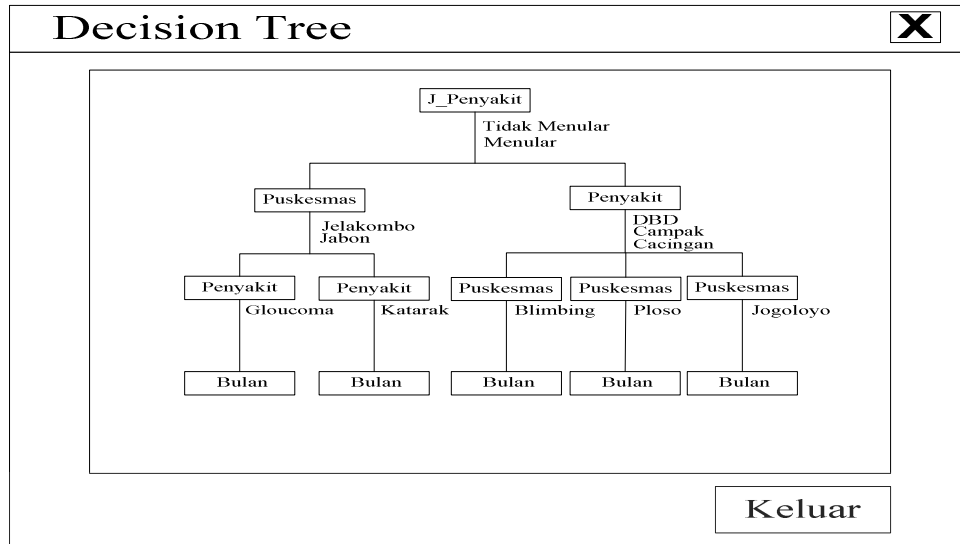 Decision Tree
X
J_Penyakit
Tidak Menular
Menular
Puskesmas
Penyakit
Jelakombo
Jabon
DBD
Campak
Cacingan
Penyakit
Penyakit
Puskesmas
Puskesmas
Puskesmas
Gloucoma
Katarak
Blimbing
Ploso
Jogoloyo
Bulan
Bulan
Bulan
Bulan
Bulan
Keluar